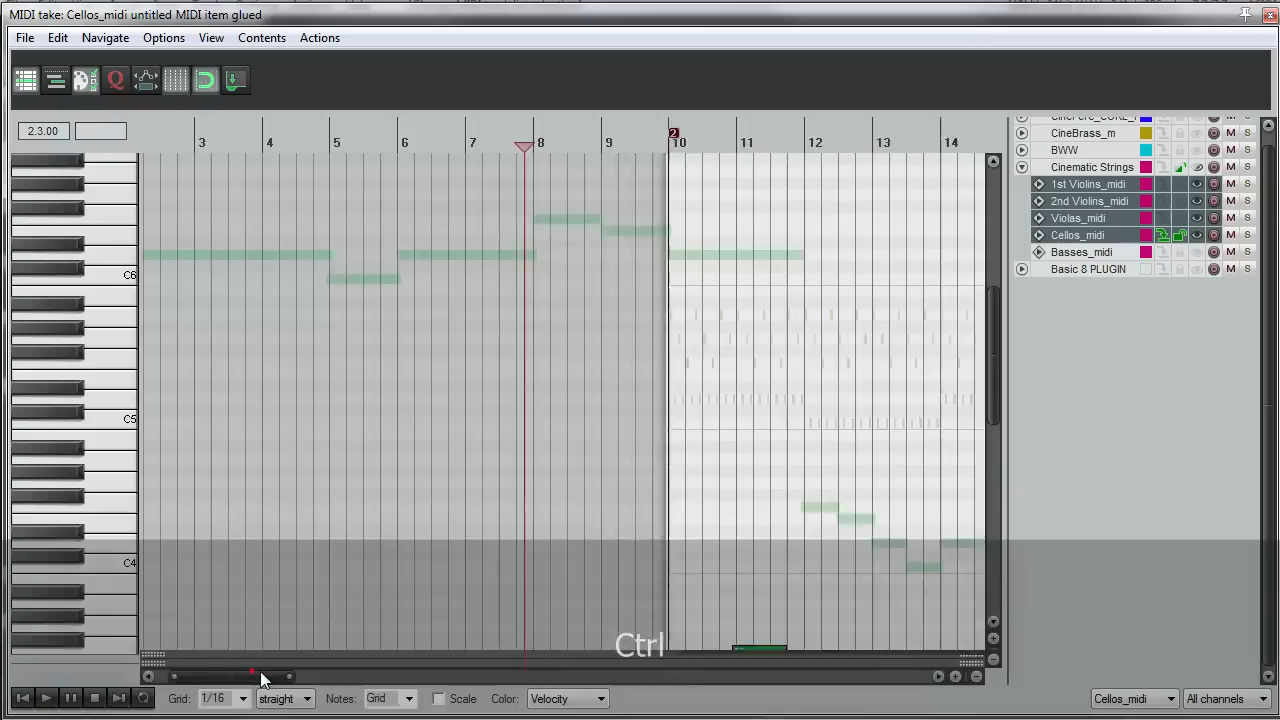 MIDI take: Cellos_midi untitled MIDI item glued
File Edit Navigate Options View Contents Actions
Q
2.3.00
3 4 5 6 7 8 9 10 11 12 13 14
2
C6
C5
C4
CineBrass_m M S
BWW M S
Cinematic Strings M S
1st Violins_midi M S
2nd Violins_midi M S
Violas_midi M S
Cellos_midi M S
Basses_midi M S
Basic 8 PLUGIN M S
Ctrl
Grid: 1/16 straight Notes: Grid Scale Color: Velocity Cellos_midi All channels